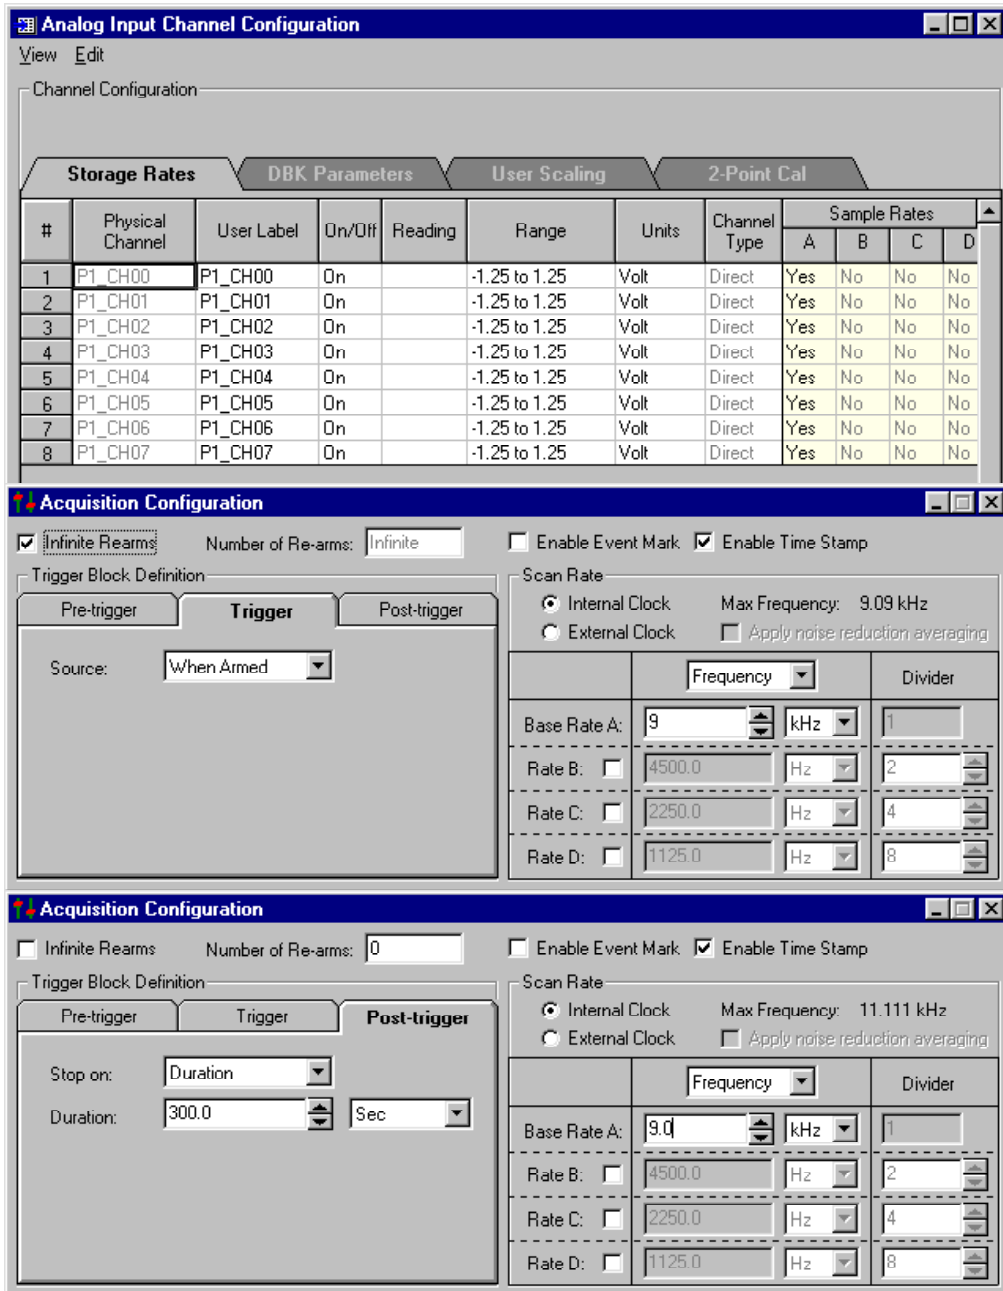 Analog Input Channel Configuration
View Edit
Channel Configuration
Storage Rates DBK Parameters User Scaling 2-Point Cal
# Physical Channel User Label On/Off Reading Range Units Channel Type Sample Rates
A B C D
1 P1_CH00 P1_CH00 On -1.25 to 1.25 Volt Direct Yes No No No
2 P1_CH01 P1_CH01 On -1.25 to 1.25 Volt Direct Yes No No No
3 P1_CH02 P1_CH02 On -1.25 to 1.25 Volt Direct Yes No No No
4 P1_CH03 P1_CH03 On -1.25 to 1.25 Volt Direct Yes No No No
5 P1_CH04 P1_CH04 On -1.25 to 1.25 Volt Direct Yes No No No
6 P1_CH05 P1_CH05 On -1.25 to 1.25 Volt Direct Yes No No No
7 P1_CH06 P1_CH06 On -1.25 to 1.25 Volt Direct Yes No No No
8 P1_CH07 P1_CH07 On -1.25 to 1.25 Volt Direct Yes No No No
Acquisition Configuration
Infinite Rearms Number of Re-arms: Infinite Enable Event Mark Enable Time Stamp
Trigger Block Definition
Pre-trigger Trigger Post-trigger
Source: When Armed
Scan Rate
Internal Clock Max Frequency: 9.09 kHz
External Clock Apply noise reduction averaging
Frequency Divider
Base Rate A: 9 kHz 1
Rate B: 4500.0 Hz 2
Rate C: 2250.0 Hz 4
Rate D: 1125.0 Hz 8
Acquisition Configuration
Infinite Rearms Number of Re-arms: 0 Enable Event Mark Enable Time Stamp
Trigger Block Definition
Pre-trigger Trigger Post-trigger
Stop on: Duration
Duration: 300.0 Sec
Scan Rate
Internal Clock Max Frequency: 11.111 kHz
External Clock Apply noise reduction averaging
Frequency Divider
Base Rate A: 9.0 kHz 1
Rate B: 4500.0 Hz 2
Rate C: 2250.0 Hz 4
Rate D: 1125.0 Hz 8